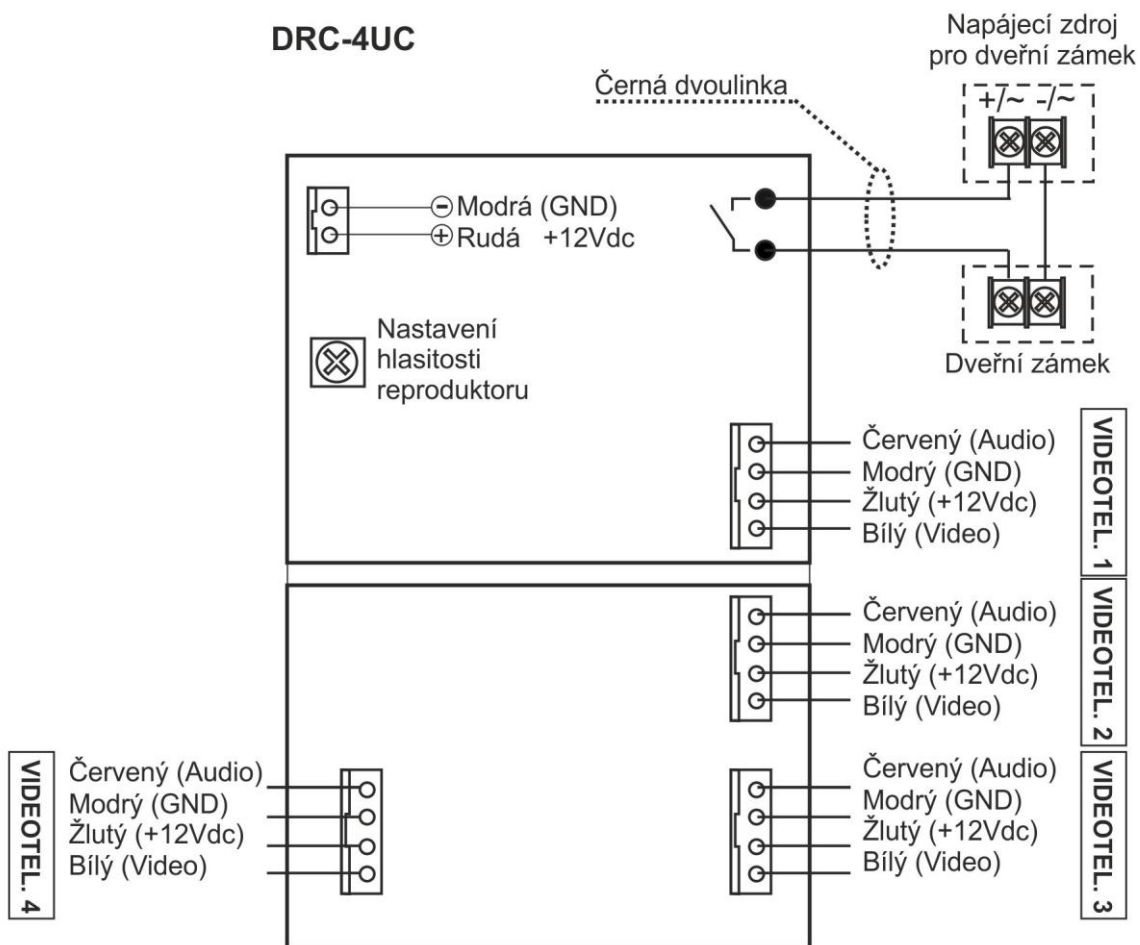 DRC-4UC
Napájecí zdroj
pro dveřní zámek
Černá dvoulinka
+/~ -/~
Modrá (GND)
Rudá +12Vdc
Nastavení
hlasitosti
reproduktoru
Dveřní zámek
Červený (Audio)
Modrý (GND)
Žlutý (+12Vdc)
Bílý (Video)
VIDEOTEL. 1
Červený (Audio)
Modrý (GND)
Žlutý (+12Vdc)
Bílý (Video)
VIDEOTEL. 2
VIDEOTEL. 4
Červený (Audio)
Modrý (GND)
Žlutý (+12Vdc)
Bílý (Video)
Červený (Audio)
Modrý (GND)
Žlutý (+12Vdc)
Bílý (Video)
VIDEOTEL. 3